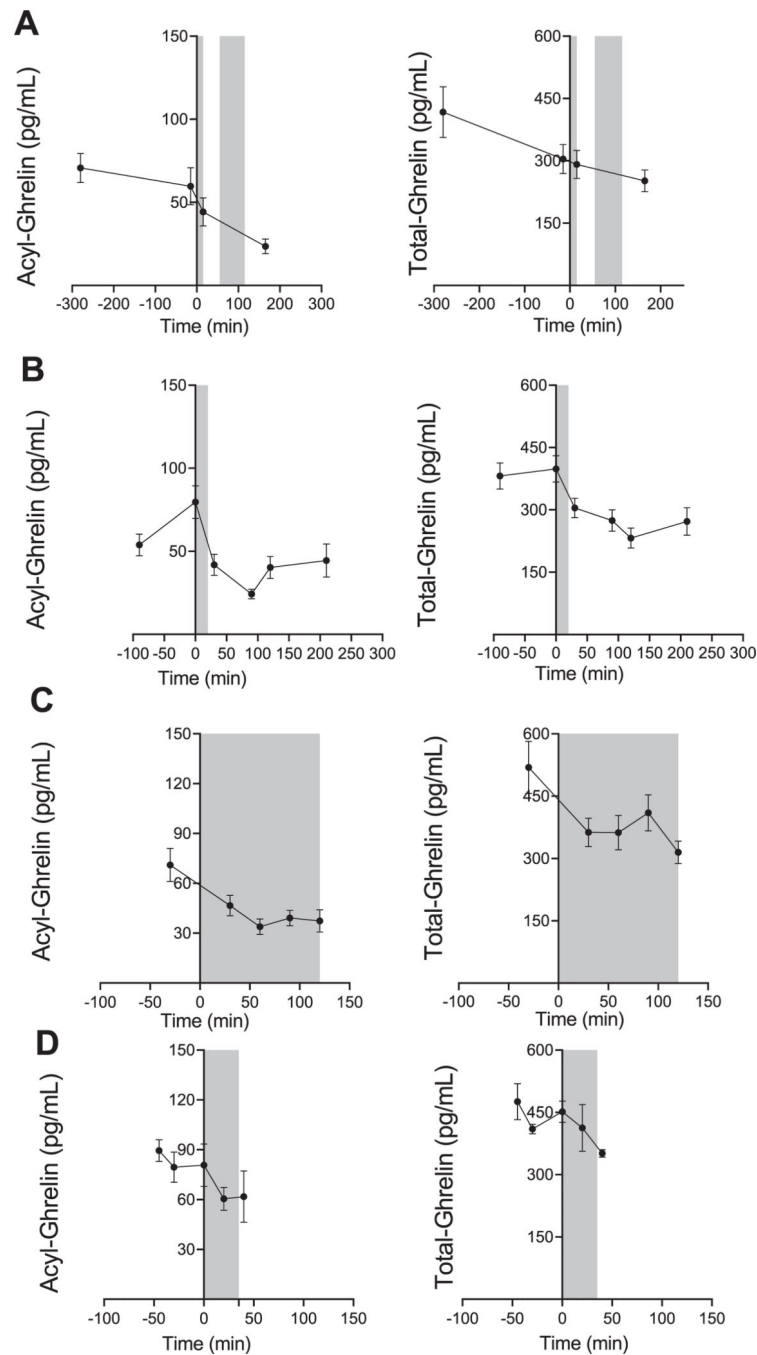 A
Acyl-Ghrelin (pg/mL)
150
100
50
-300 -200 -100 0 100 200 300
Time (min)
Total-Ghrelin (pg/mL)
600
450
300
150
-300 -200 -100 0 100 200
Time (min)
B
Acyl-Ghrelin (pg/mL)
150
100
50
-100 -50 0 50 100 150 200 250 300
Time (min)
Total-Ghrelin (pg/mL)
600
450
300
150
-100 -50 0 50 100 150 200 250 300
Time (min)
C
Acyl-Ghrelin (pg/mL)
150
120
90
60
30
-100 -50 0 50 100 150
Time (min)
Total-Ghrelin (pg/mL)
600
450
300
150
-100 -50 0 50 100 150
Time (min)
D
Acyl-Ghrelin (pg/mL)
150
120
90
60
30
-100 -50 0 50 100 150
Time (min)
Total-Ghrelin (pg/mL)
600
450
300
150
-100 -50 0 50 100 150
Time (min)